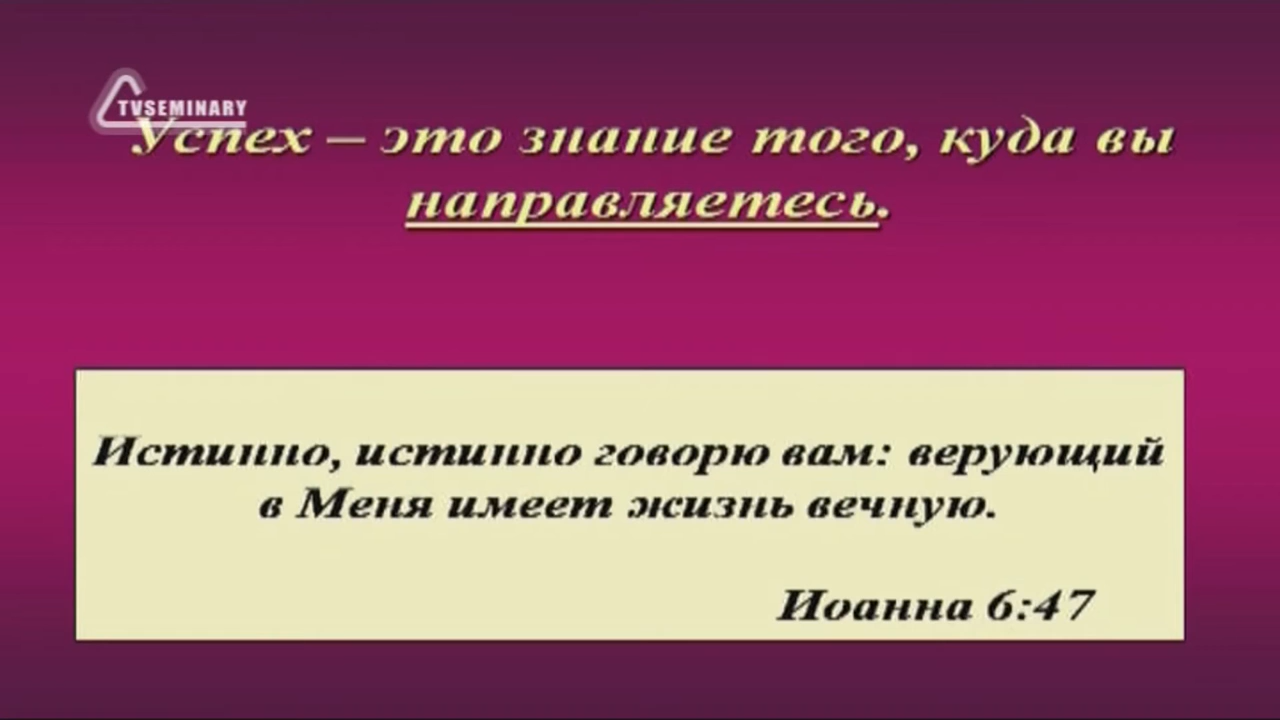 TVSEMINARY
Успех – это знание того, куда вы
направляетесь.
Истинно, истинно говорю вам: верующий
в Меня имеет жизнь вечную.
Иоанна 6:47